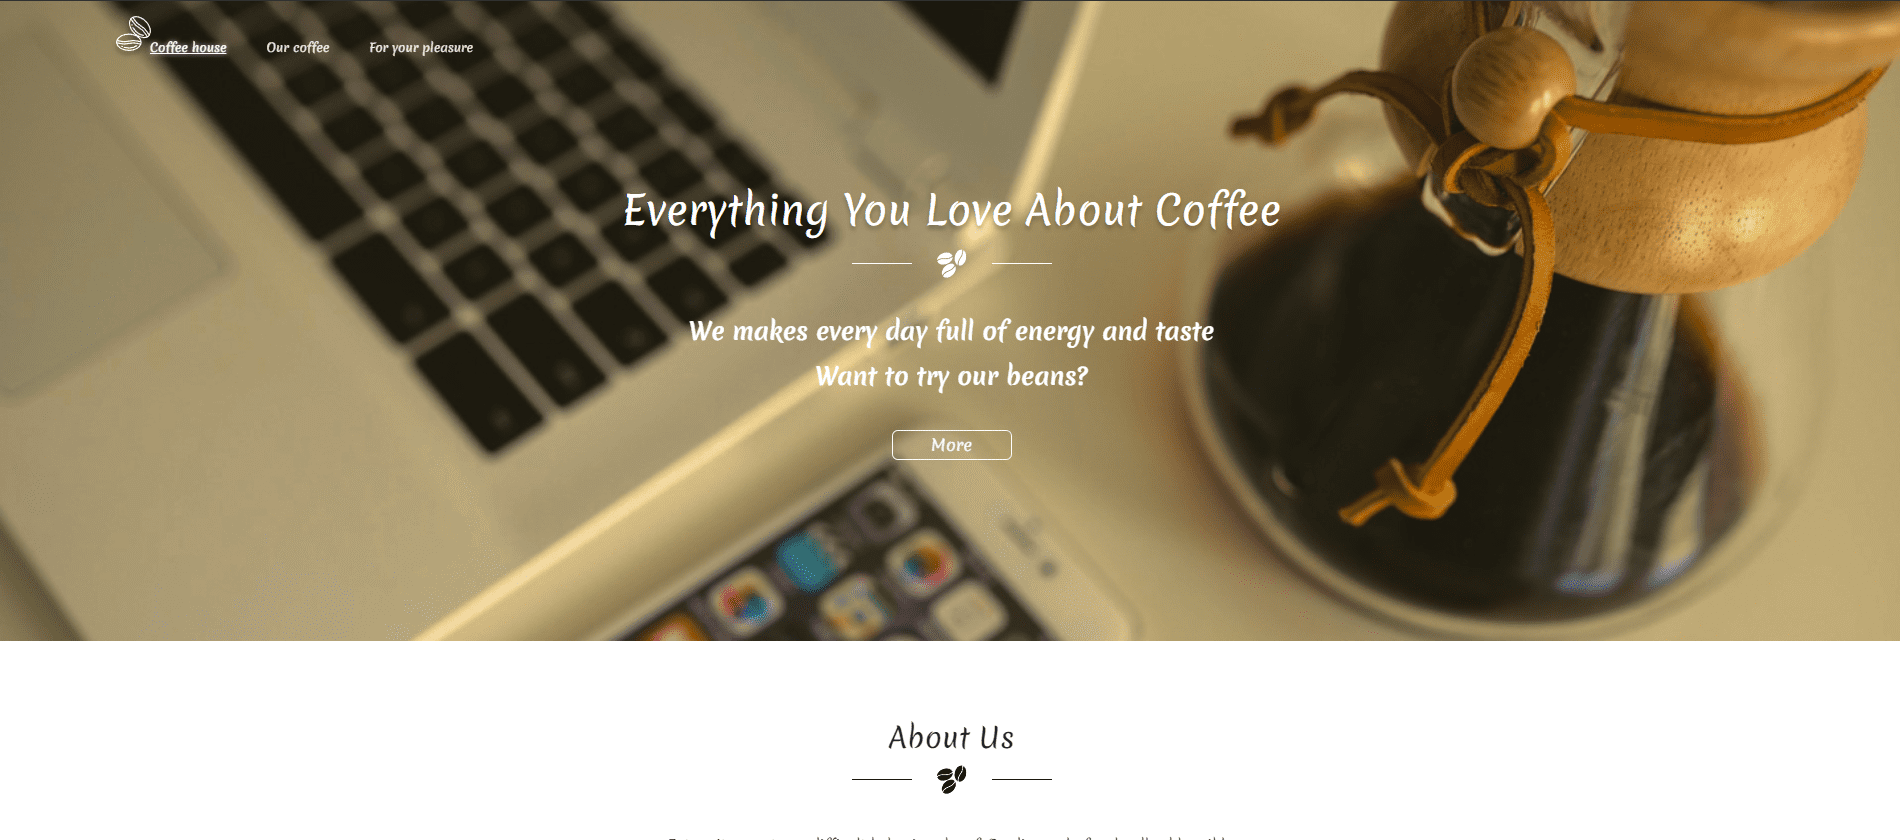 Coffee house Our coffee For your pleasure
Everything You Love About Coffee
We makes every day full of energy and taste
Want to try our beans?
More
About Us